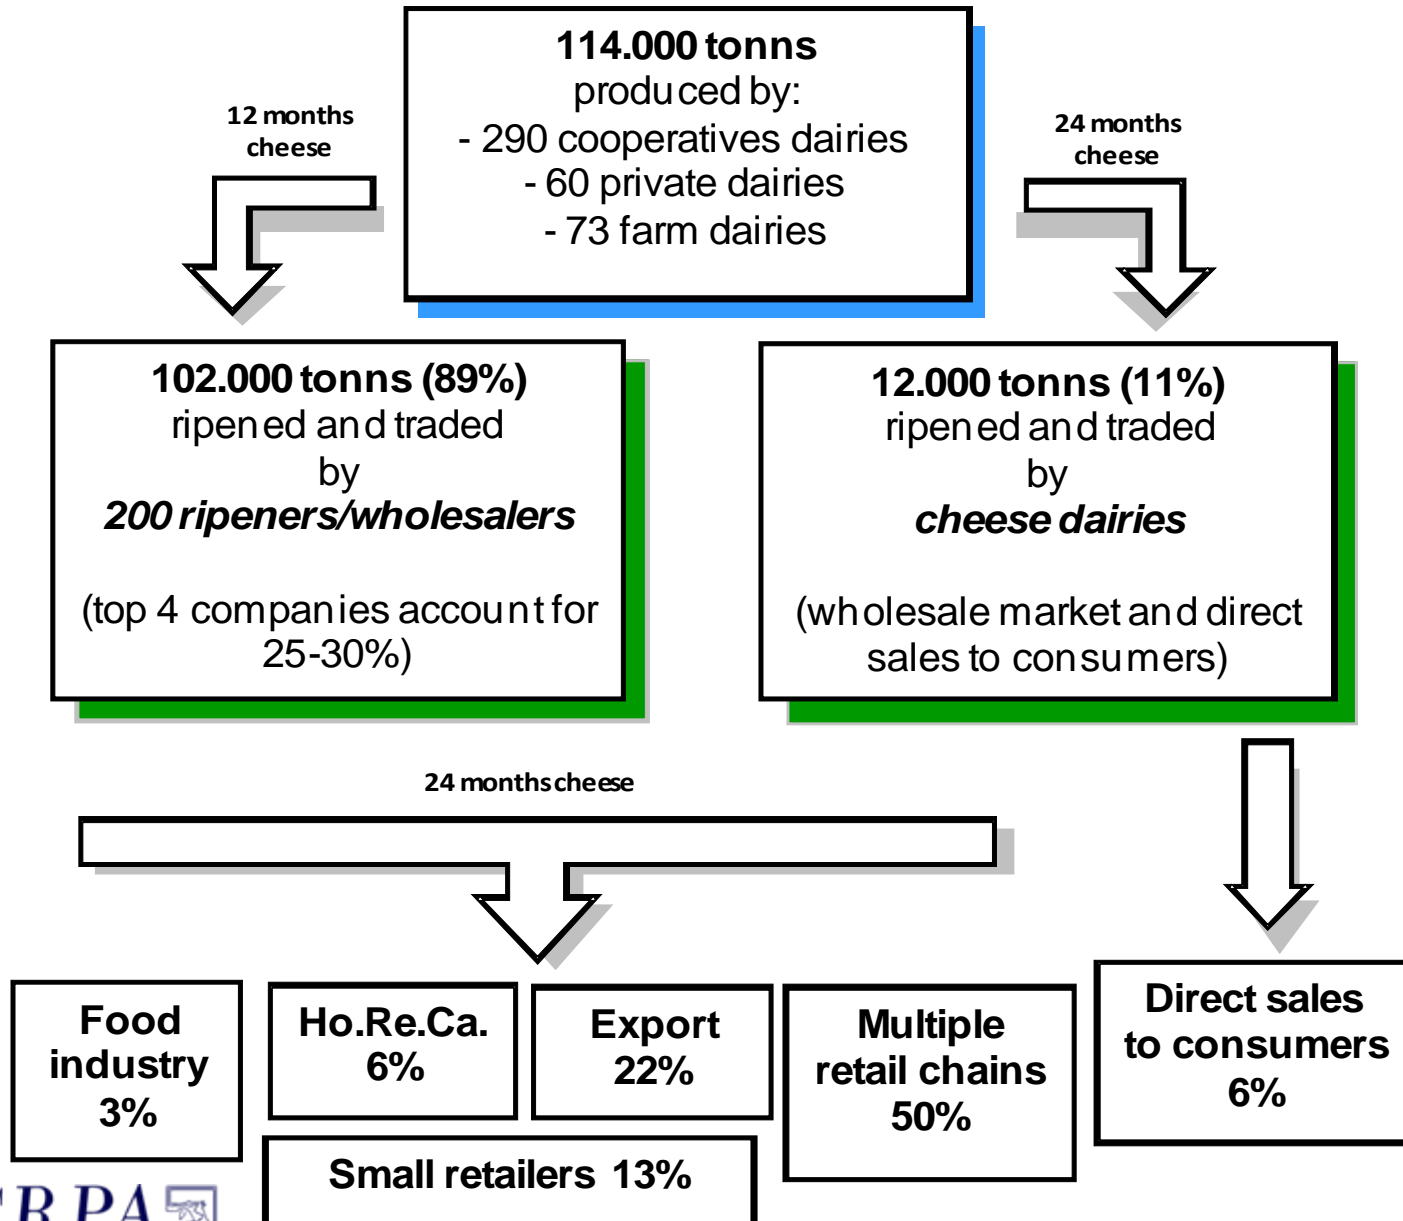 114.000 tonns
produced by:
- 290 cooperatives dairies
- 60 private dairies
- 73 farm dairies
12 months
cheese
24 months
cheese
102.000 tonns (89%)
ripened and traded
by
200 ripeners/wholesalers
(top 4 companies account for
25-30%)
12.000 tonns (11%)
ripened and traded
by
cheese dairies
(wholesale market and direct
sales to consumers)
24 months cheese
Food
industry
3%
Ho.Re.Ca.
6%
Export
22%
Multiple
retail chains
50%
Direct sales
to consumers
6%
Small retailers 13%